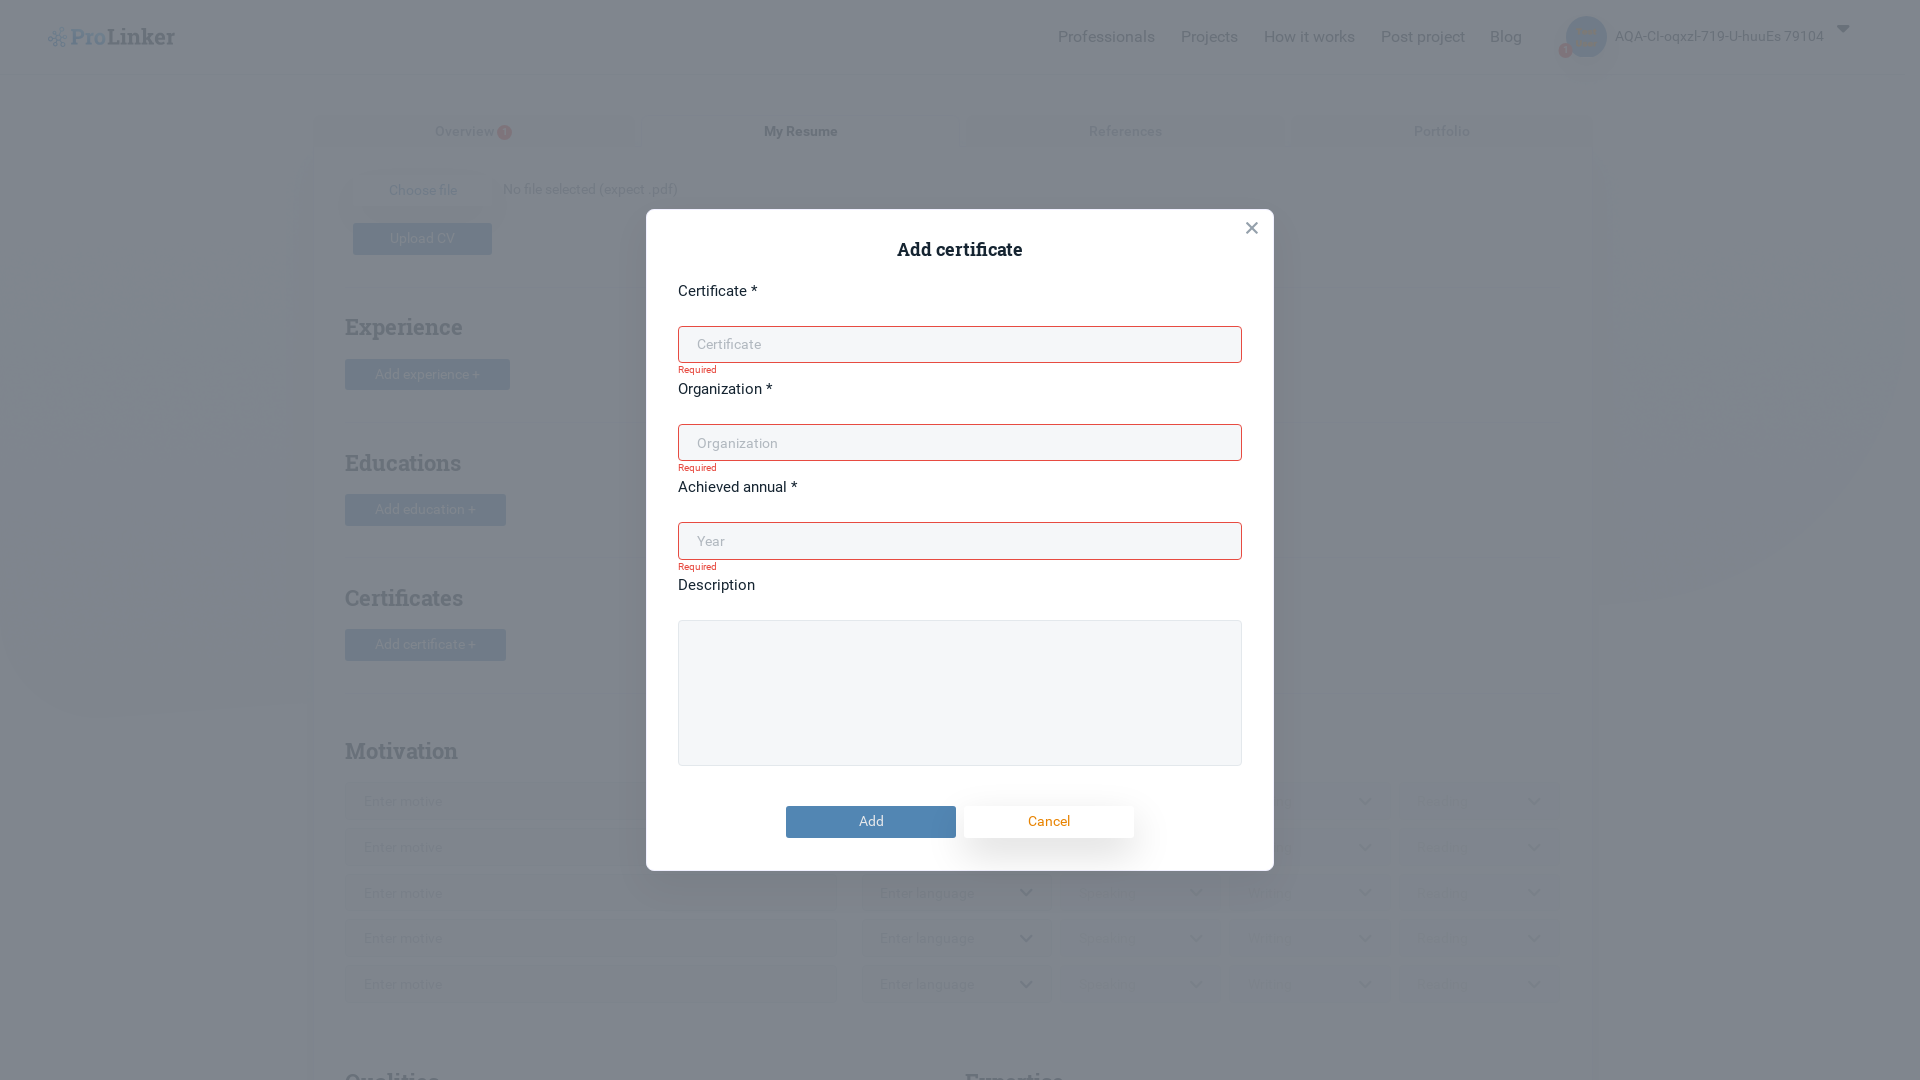 ProLinker
Professionals
Projects
How it works
Post project
Blog
1
AQA-CI-oqxzl-719-U-huuEs 79104
Overview 1
My Resume
References
Portfolio
Choose file
No file selected (expect .pdf)
Upload CV
Experience
Add experience +
Educations
Add education +
Certificates
Add certificate +
Motivation
Enter motive
Enter motive
Enter motive
Enter language
Enter motive
Enter language
Enter motive
Enter language
Add certificate
Certificate *
Certificate
Required
Organization *
Organization
Required
Achieved annual *
Year
Required
Description
Add
Cancel